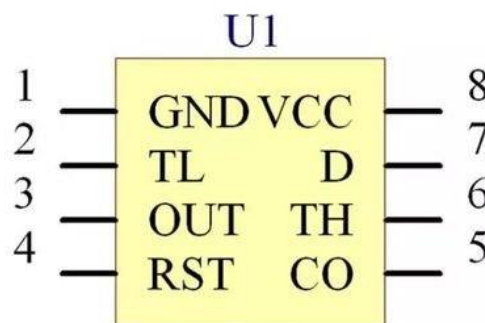 U1
1 GND VCC 8
2 TL D 7
3 OUT TH 6
4 RST CO 5